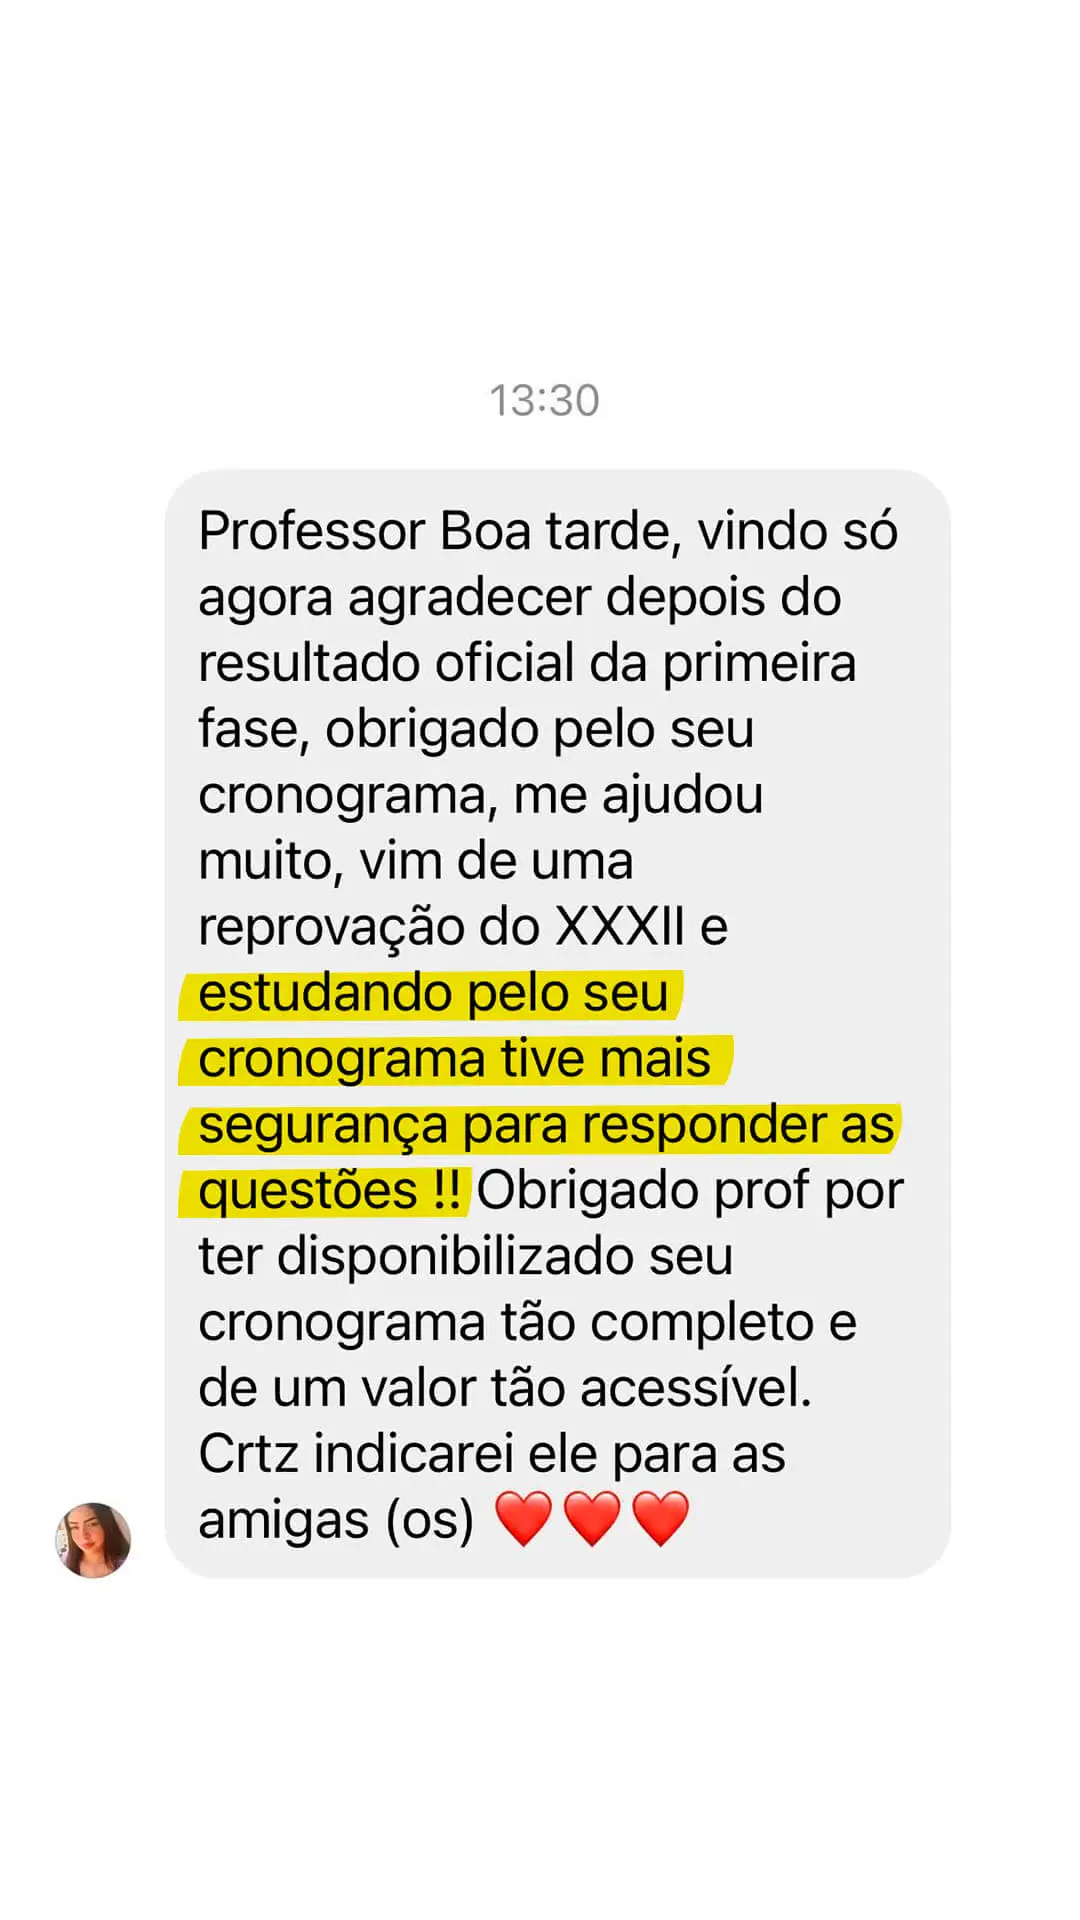 13:30
Professor Boa tarde, vindo só
agora agradecer depois do
resultado oficial da primeira
fase, obrigado pelo seu
cronograma, me ajudou
muito, vim de uma
reprovação do XXXII e
estudando pelo seu
cronograma tive mais
segurança para responder as
questões !! Obrigado prof por
ter disponibilizado seu
cronograma tão completo e
de um valor tão acessível.
Crtz indicarei ele para as
amigas (os) ❤️❤️❤️